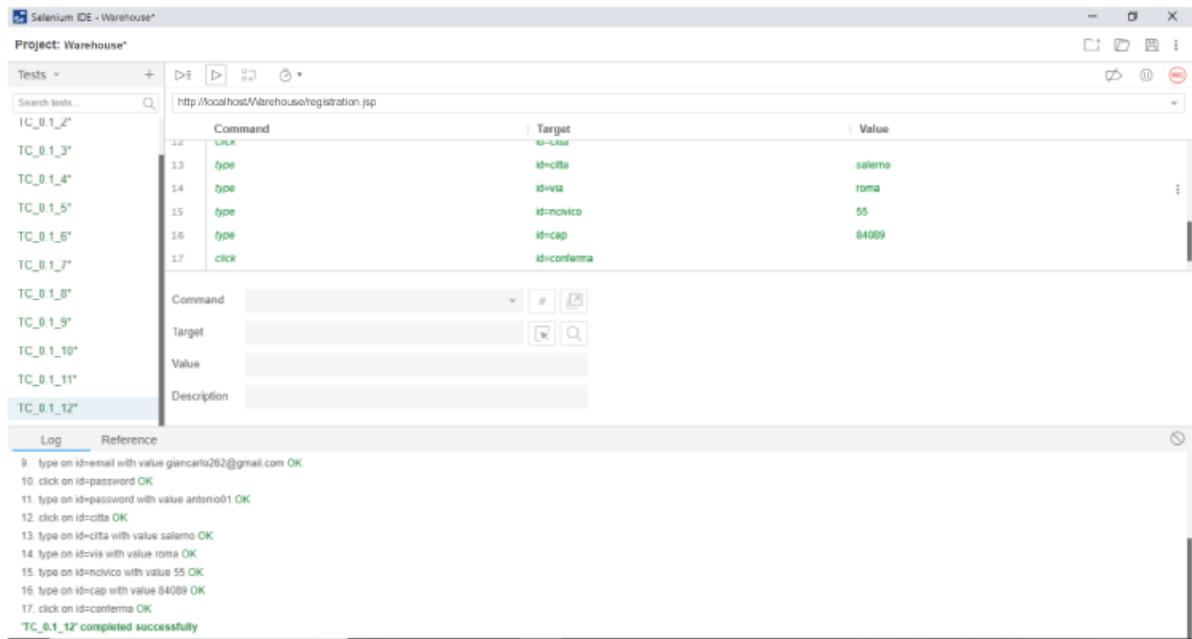 Selenium IDE - Warehouse*
Project: Warehouse*
Tests
Search tests...
http://localhost/Warehouse/registration.jsp
Command Target Value
TC_0.1_2*
TC_0.1_3*
TC_0.1_4*
TC_0.1_5*
TC_0.1_6*
TC_0.1_7*
TC_0.1_8*
TC_0.1_9*
TC_0.1_10*
TC_0.1_11*
TC_0.1_12*
12 click id=citta
13 type id=citta salerno
14 type id=via roma
15 type id=ncivico 55
16 type id=cap 84089
17 click id=conferma
Command
//
Target
Value
Description
Log Reference
9. type on id=email with value giancarlo262@gmail.com OK
10. click on id=password OK
11. type on id=password with value antonio01 OK
12. click on id=citta OK
13. type on id=citta with value salerno OK
14. type on id=via with value roma OK
15. type on id=ncivico with value 55 OK
16. type on id=cap with value 84089 OK
17. click on id=conferma OK
'TC_0.1_12' completed successfully